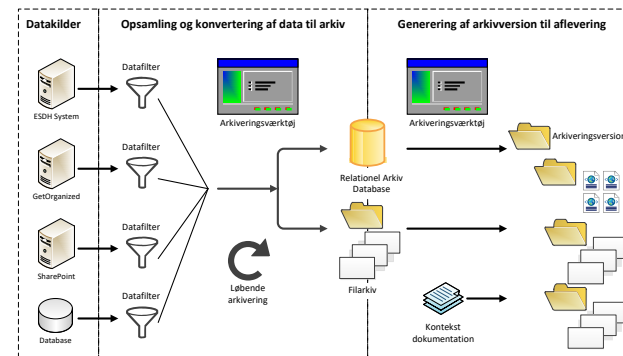 Datakilder
Opsamling og konvertering af data til arkiv
Generering af arkivversion til aflevering
Datafilter
ESDH System
Arkiveringsværktøj
Arkiveringsværktøj
Arkiveringsversion
Datafilter
GetOrganized
Relationel Arkiv
Database
Datafilter
SharePoint
Løbende
arkivering
Filarkiv
Datafilter
Database
Kontekst
dokumentation